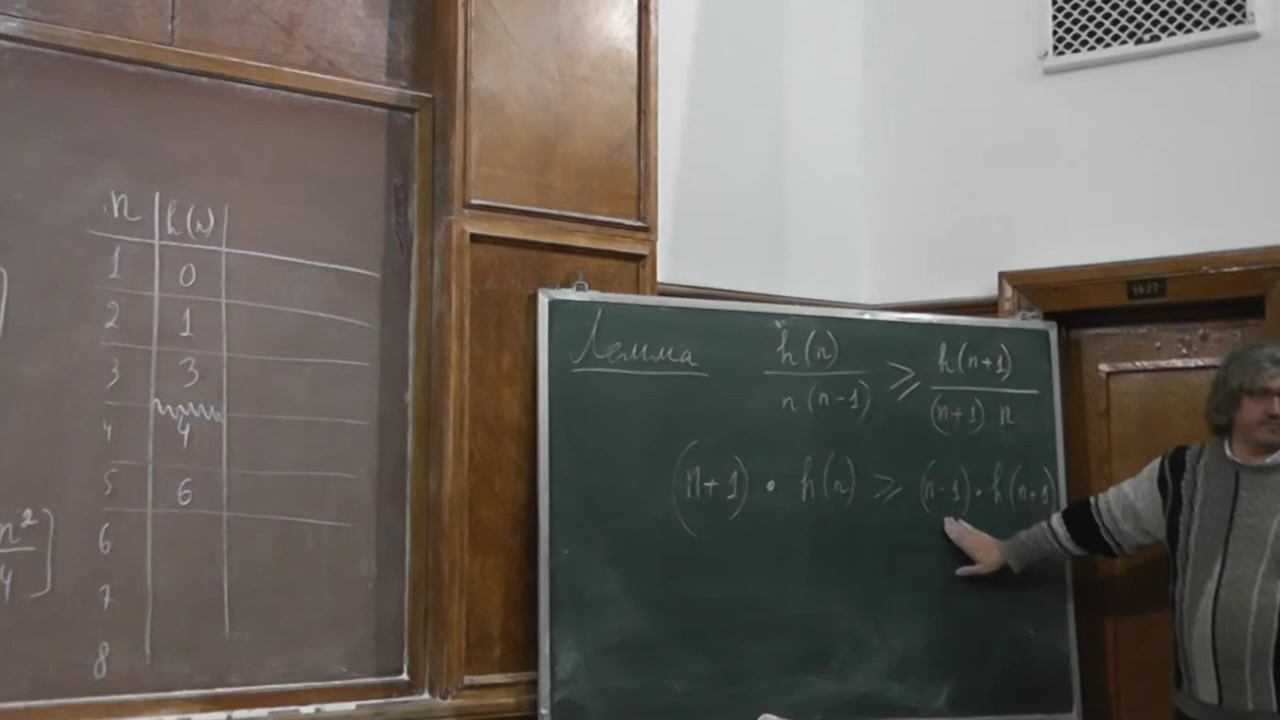 n h(n)
1 0
2 1
3 3
4 4
5 6
6
7
8
n²
4
Лемма h(n) / n(n-1) ⩾ h(n+1) / (n+1) n
(n+1) • h(n) ⩾ (n-1) • h(n+1)
1627